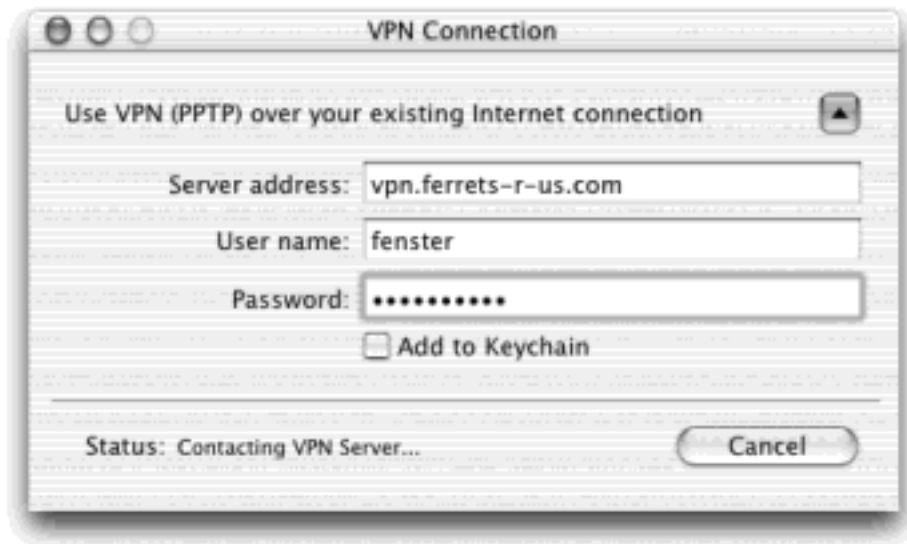 VPN Connection
Use VPN (PPTP) over your existing Internet connection
Server address: vpn.ferrets-r-us.com
User name: fenster
Password: ••••••••••
Add to Keychain
Status: Contacting VPN Server... Cancel